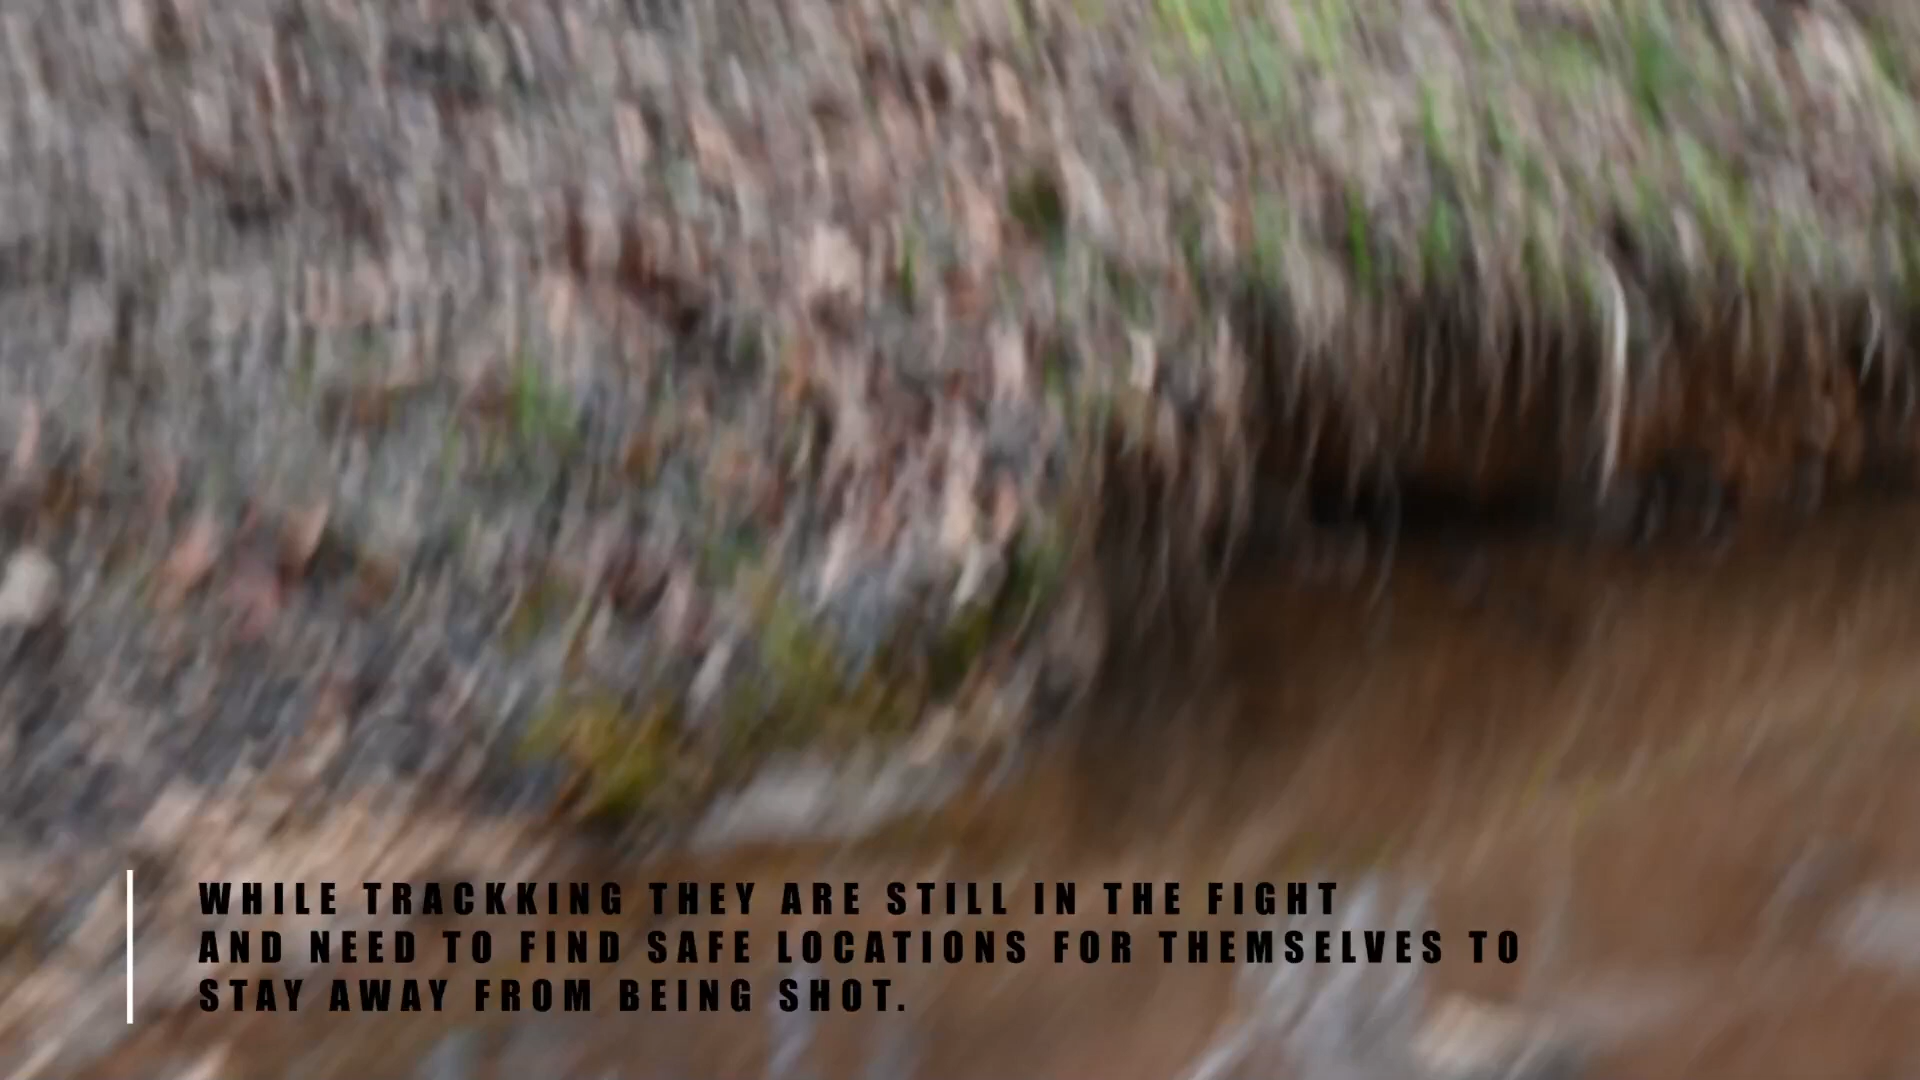 WHILE TRACKKING THEY ARE STILL IN THE FIGHT
AND NEED TO FIND SAFE LOCATIONS FOR THEMSELVES TO
STAY AWAY FROM BEING SHOT.